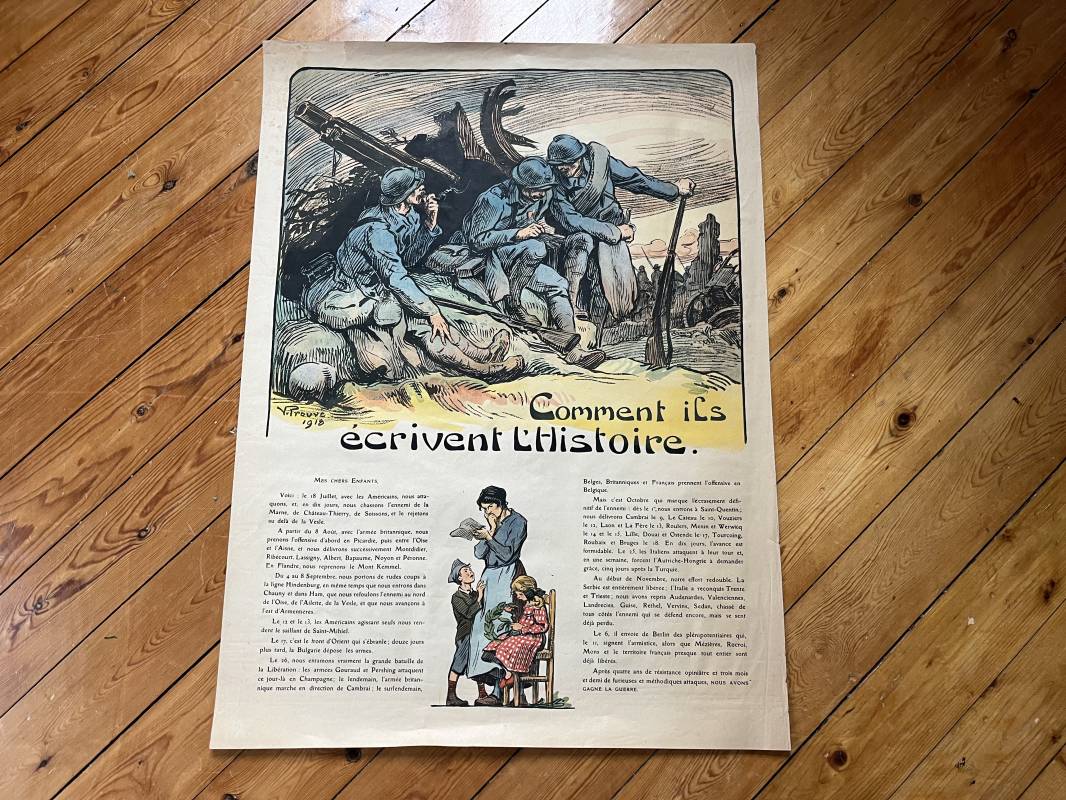 V. Prouvé
1918
Comment ils
écrivent l'Histoire.
Mes chers Enfants,
Voici : le 18 Juillet, avec les Américains, nous atta-
quons, et, en dix jours, nous chassons l'ennemi de la
Marne, de Château-Thierry, de Soissons, et le rejetons
au delà de la Vesle.
A partir du 8 Août, avec l'armée britannique, nous
prenons l'offensive d'abord en Picardie, puis entre l'Oise
et l'Aisne, et nous délivrons successivement Montdidier,
Ribécourt, Lassigny, Albert, Bapaume, Noyon et Péronne.
En Flandre, nous reprenons le Mont Kemmel.
Du 4 au 8 Septembre, nous portons de rudes coups à
la ligne Hindenburg, en même temps que nous entrons dans
Chauny et dans Ham, que nous refoulons l'ennemi au nord
de l'Oise, de l'Ailette, de la Vesle, et que nous avançons à
l'est d'Armentières.
Le 12 et le 13, les Américains agissent seuls nous ren-
dent le saillant de Saint-Mihiel.
Le 17, c'est le front d'Orient qui s'ébranle ; douze jours
plus tard, la Bulgarie dépose les armes.
Le 26, nous entamons vraiment la grande bataille de
la Libération : les armées Gouraud et Pershing attaquent
ce jour-là en Champagne ; le lendemain, l'armée britan-
nique marche en direction de Cambrai ; le surlendemain,
Belges, Britanniques et Français prennent l'offensive en
Belgique.
Mais c'est Octobre qui marque l'écrasement défi-
nitif de l'ennemi : dès le 1er, nous entrons à Saint-Quentin ;
nous délivrons Cambrai le 9, Le Cateau le 10, Vouziers
le 12, Laon et La Fère le 13, Roulers, Menin et Werwicq
le 14 et le 15, Lille, Douai et Ostende le 17, Tourcoing,
Roubaix et Bruges le 18. En dix jours, l'avance est
formidable. Le 25, les Italiens attaquent à leur tour et,
en une semaine, forcent l'Autriche-Hongrie à demander
grâce, cinq jours après la Turquie.
Au début de Novembre, notre effort redouble. La
Serbie est entièrement libérée ; l'Italie a reconquis Trente
et Trieste ; nous avons repris Audenardes, Valenciennes,
Landrecies, Guise, Rethel, Vervins, Sedan, chassé de
tous côtés l'ennemi qui se défend encore, mais se sent
déjà perdu.
Le 6, il envoie de Berlin des plénipotentiaires qui,
le 11, signent l'armistice, alors que Mézières, Rocroi,
Mons et le territoire français presque tout entier sont
déjà libérés.
Après quatre ans de résistance opiniâtre et trois mois
et demi de furieuses et méthodiques attaques, NOUS AVONS
GAGNÉ LA GUERRE.